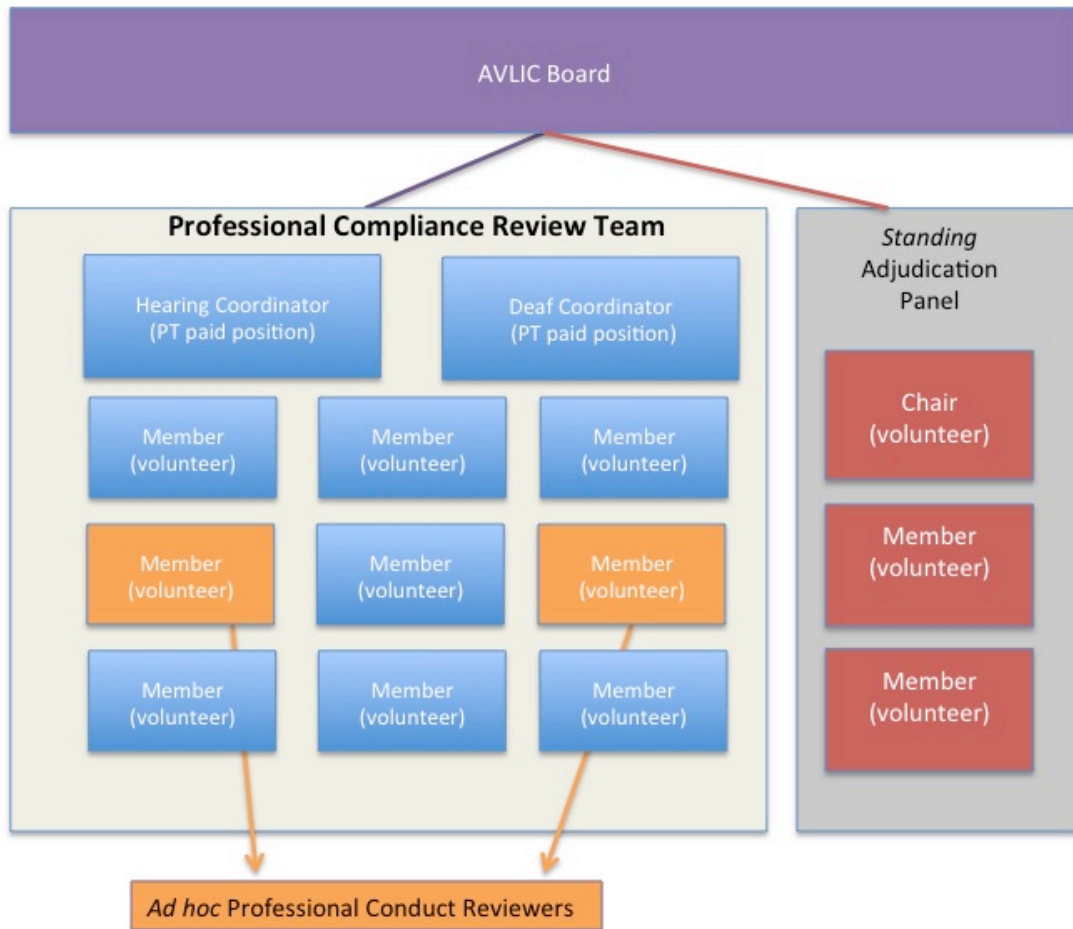 AVLIC Board
Professional Compliance Review Team
Hearing Coordinator
(PT paid position)
Deaf Coordinator
(PT paid position)
Member
(volunteer)
Member
(volunteer)
Member
(volunteer)
Member
(volunteer)
Member
(volunteer)
Member
(volunteer)
Member
(volunteer)
Member
(volunteer)
Member
(volunteer)
Standing
Adjudication
Panel
Chair
(volunteer)
Member
(volunteer)
Member
(volunteer)
Ad hoc Professional Conduct Reviewers